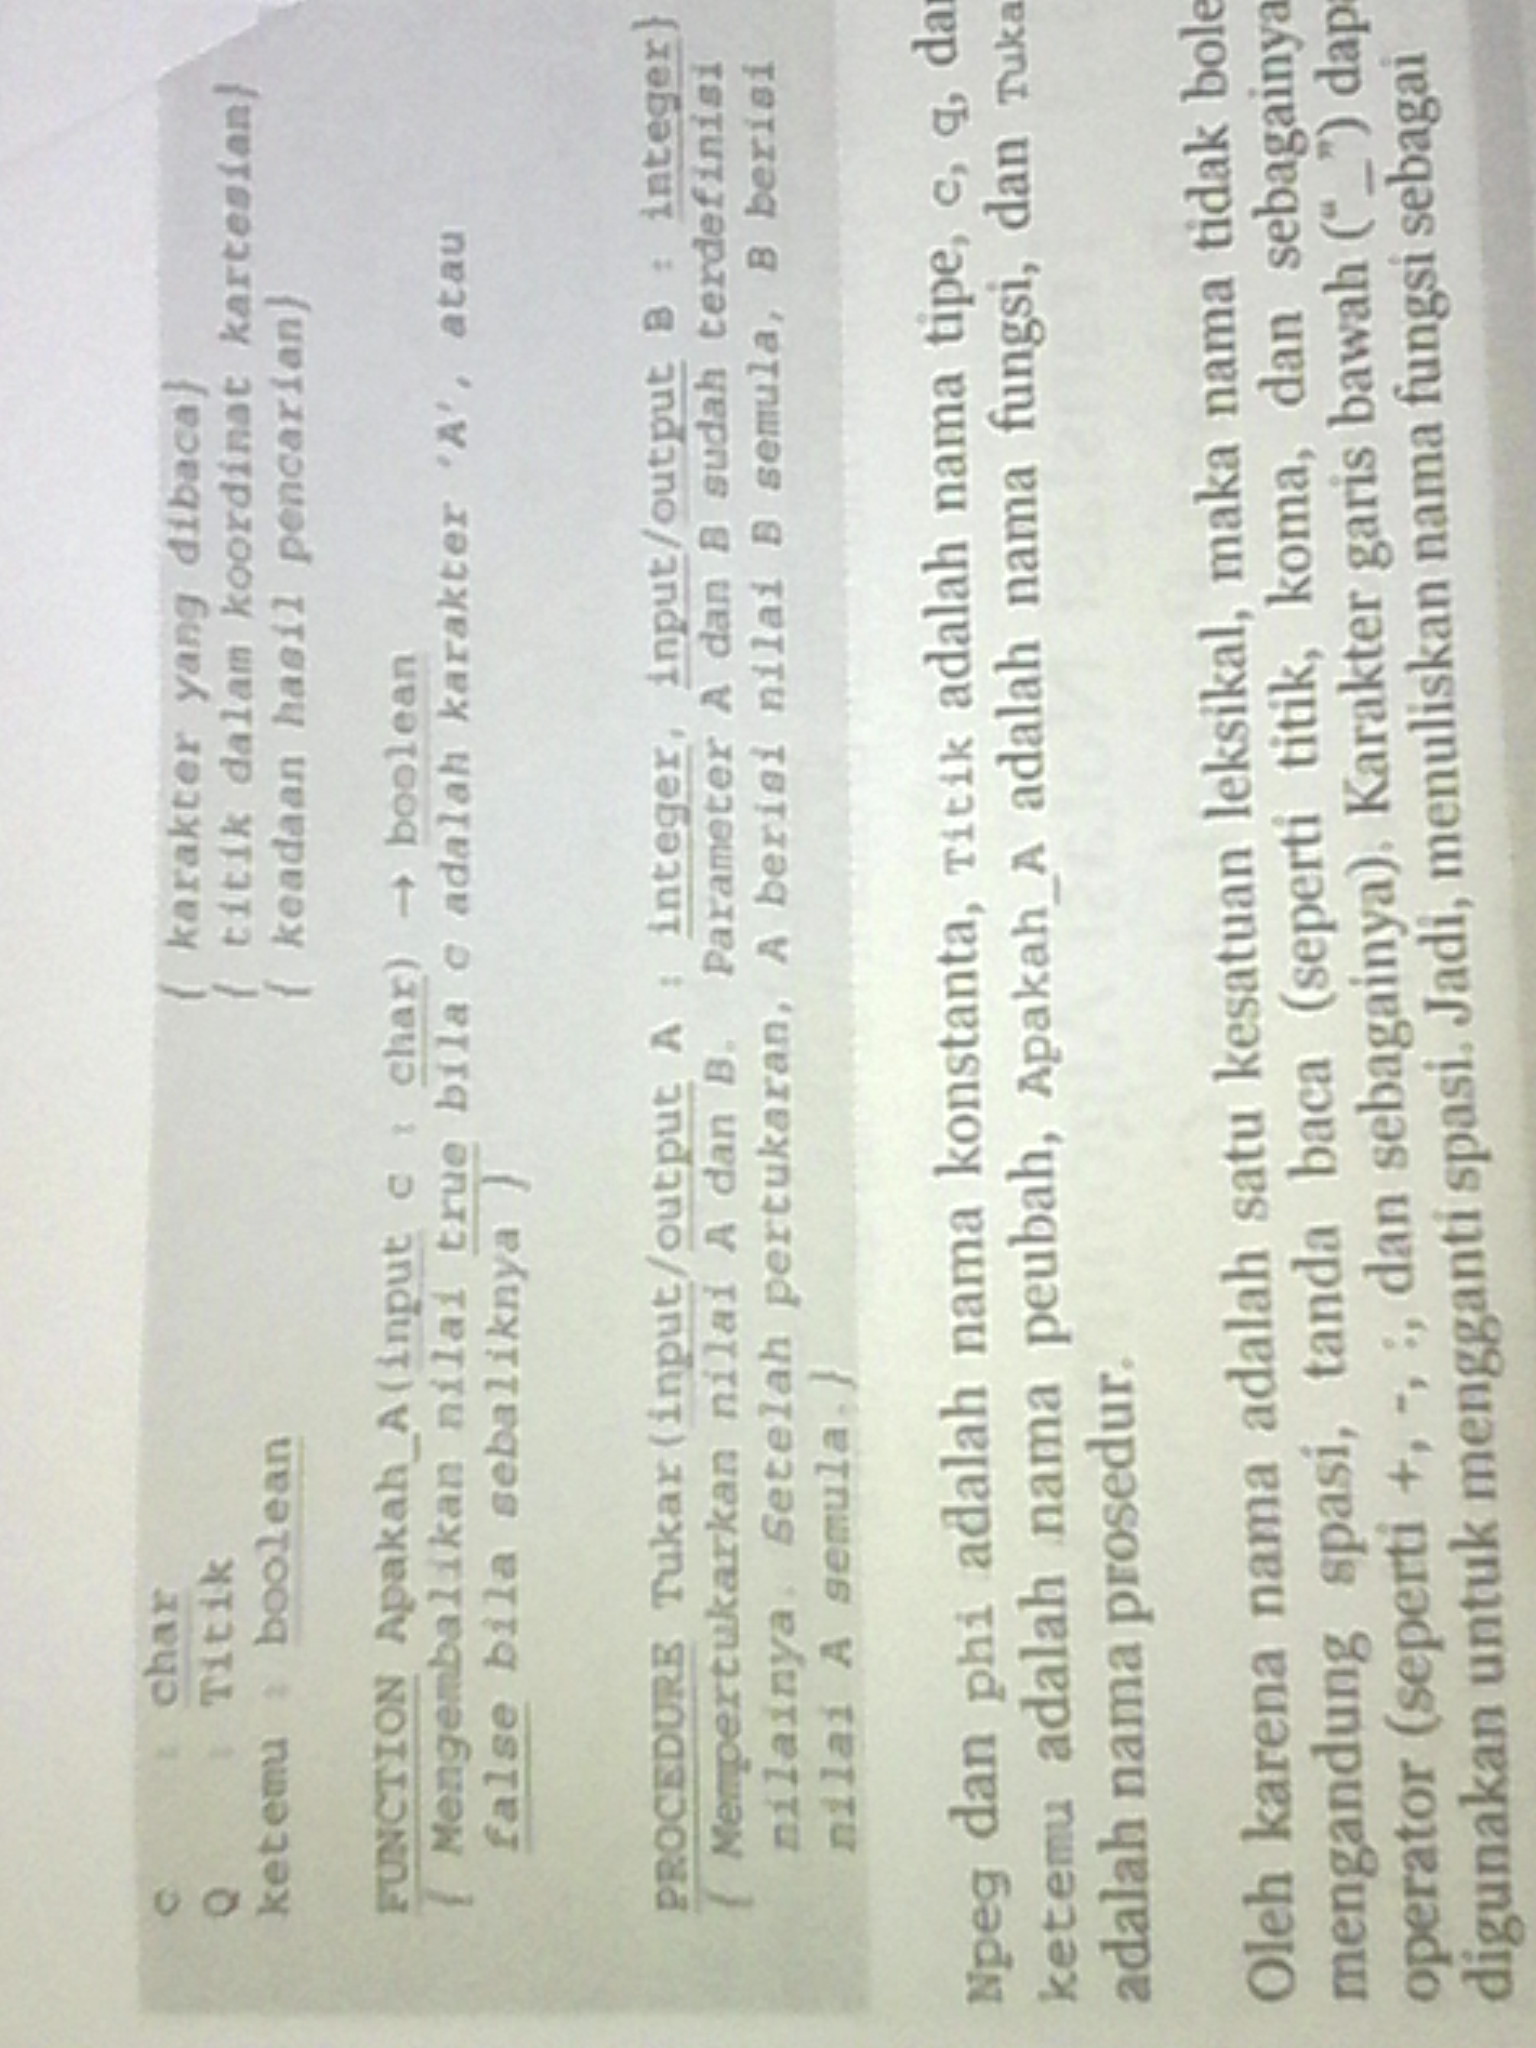 C : char { karakter yang dibaca}
Q : Titik { titik dalam koordinat kartesian}
ketemu : boolean { keadaan hasil pencarian}
FUNCTION Apakah_A(input c : char) → boolean
{ Mengembalikan nilai true bila c adalah karakter 'A', atau
false bila sebaliknya }
PROCEDURE Tukar(input/output A : integer, input/output B : integer)
{ Mempertukarkan nilai A dan B. Parameter A dan B sudah terdefinisi
nilainya. Setelah pertukaran, A berisi nilai B semula, B berisi
nilai A semula.}
Npeg dan phi adalah nama konstanta, Titik adalah nama tipe, c, q, dan
ketemu adalah nama peubah, Apakah_A adalah nama fungsi, dan Tuka
adalah nama prosedur.
Oleh karena nama adalah satu kesatuan leksikal, maka nama tidak bole
mengandung spasi, tanda baca (seperti titik, koma, dan sebagainya
operator (seperti +, -, :, dan sebagainya). Karakter garis bawah (“_”) dap
digunakan untuk mengganti spasi. Jadi, menuliskan nama fungsi sebagai